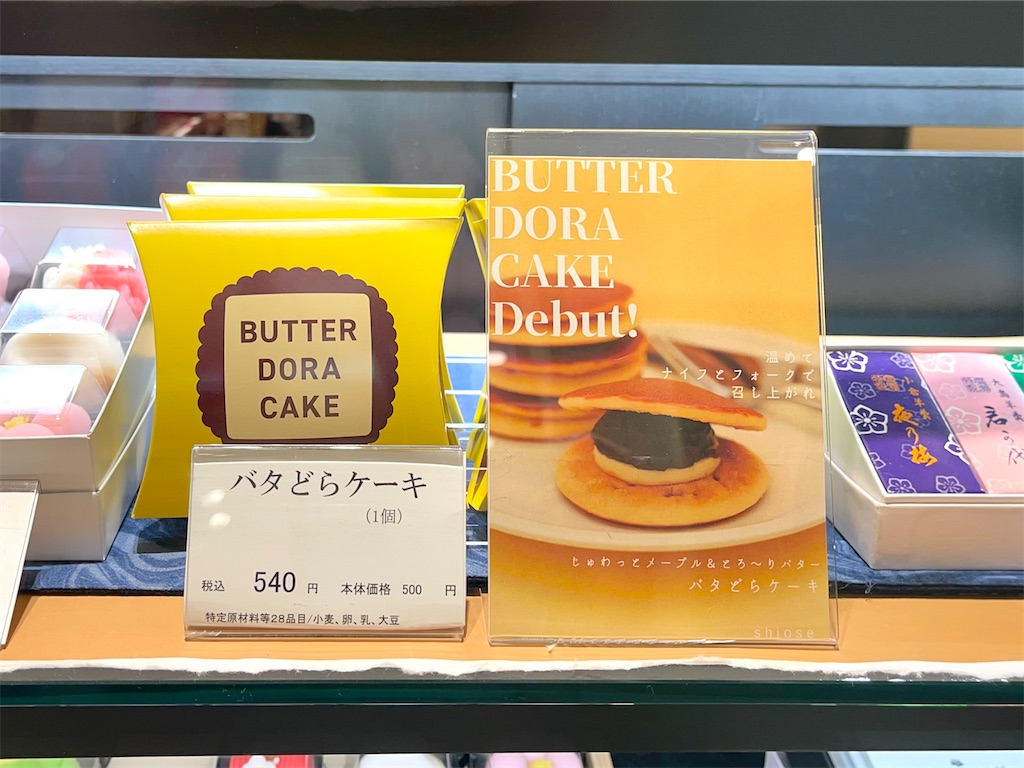 BUTTER
DORA
CAKE
バタどらケーキ
(1個)
税込 540 円 本体価格 500 円
特定原材料等28品目/小麦、卵、乳、大豆
BUTTER
DORA
CAKE
Debut!
温めて
ナイフとフォークで
召し上がれ
じゅわっとメープル&とろ〜りバター
バタどらケーキ
shiose
夜の梅